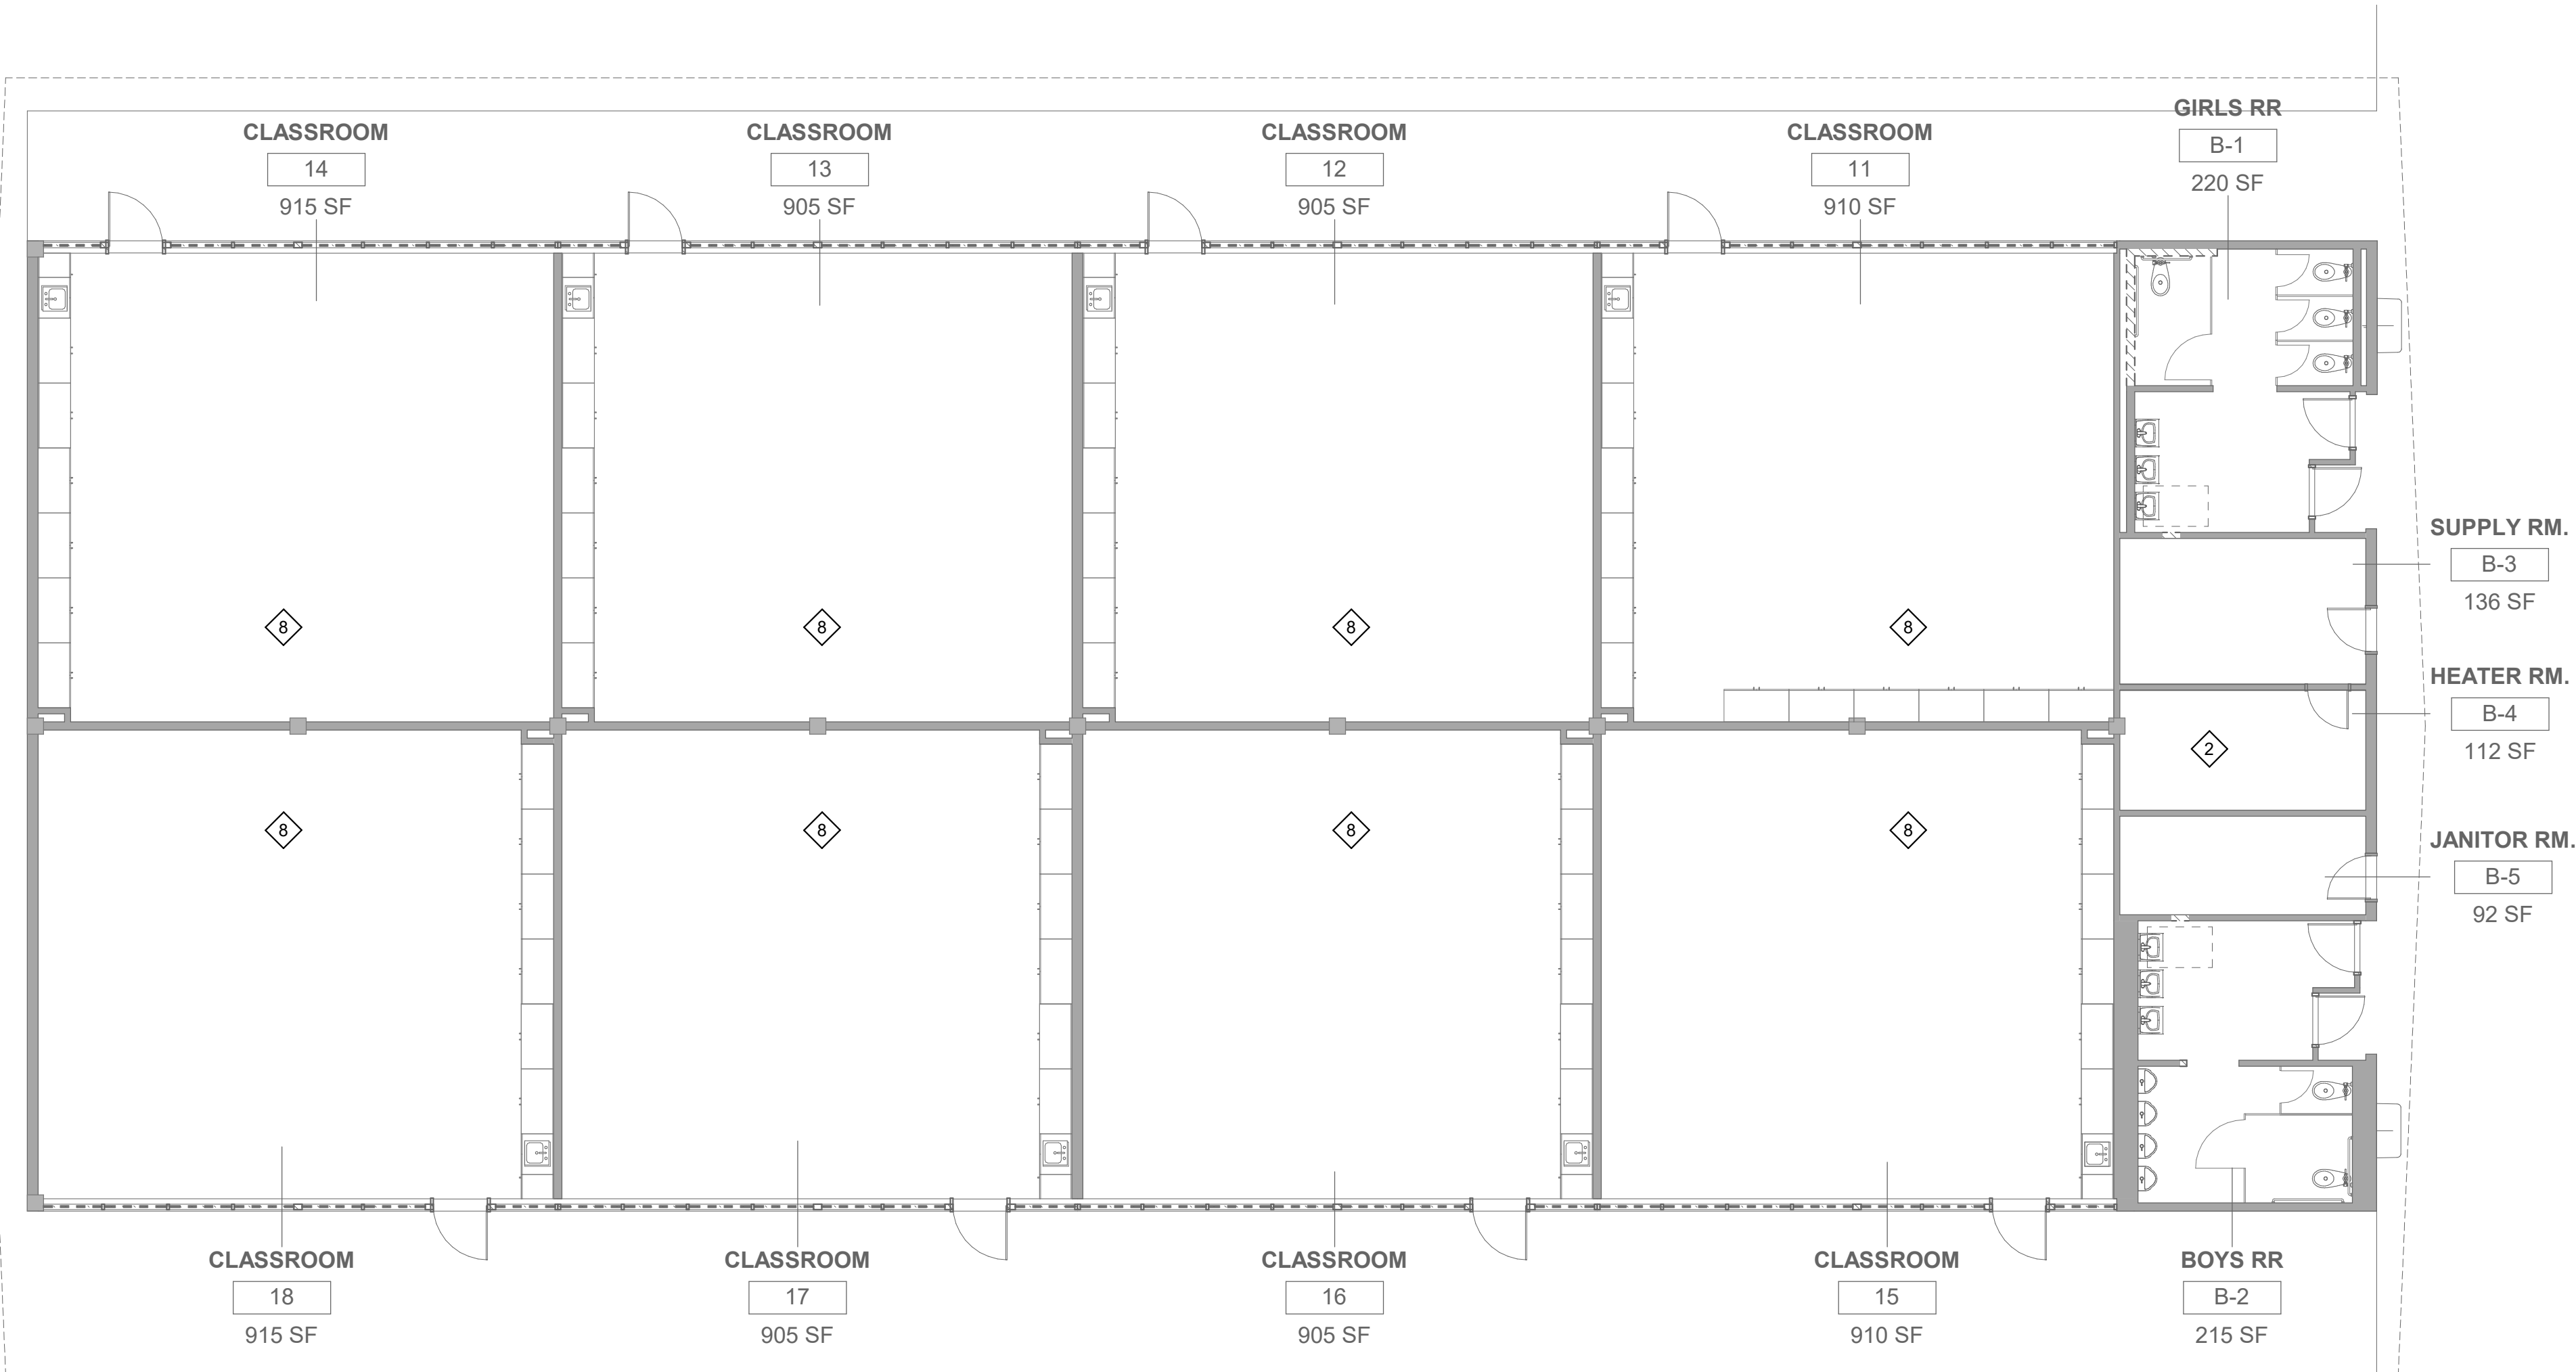 GIRLS RR
B-1
220 SF
CLASSROOM
14
915 SF
CLASSROOM
13
905 SF
CLASSROOM
12
905 SF
CLASSROOM
11
910 SF
SUPPLY RM.
B-3
136 SF
8
8
8
8
HEATER RM.
B-4
112 SF
2
8
8
8
8
JANITOR RM.
B-5
92 SF
CLASSROOM
18
915 SF
CLASSROOM
17
905 SF
CLASSROOM
16
905 SF
CLASSROOM
15
910 SF
BOYS RR
B-2
215 SF